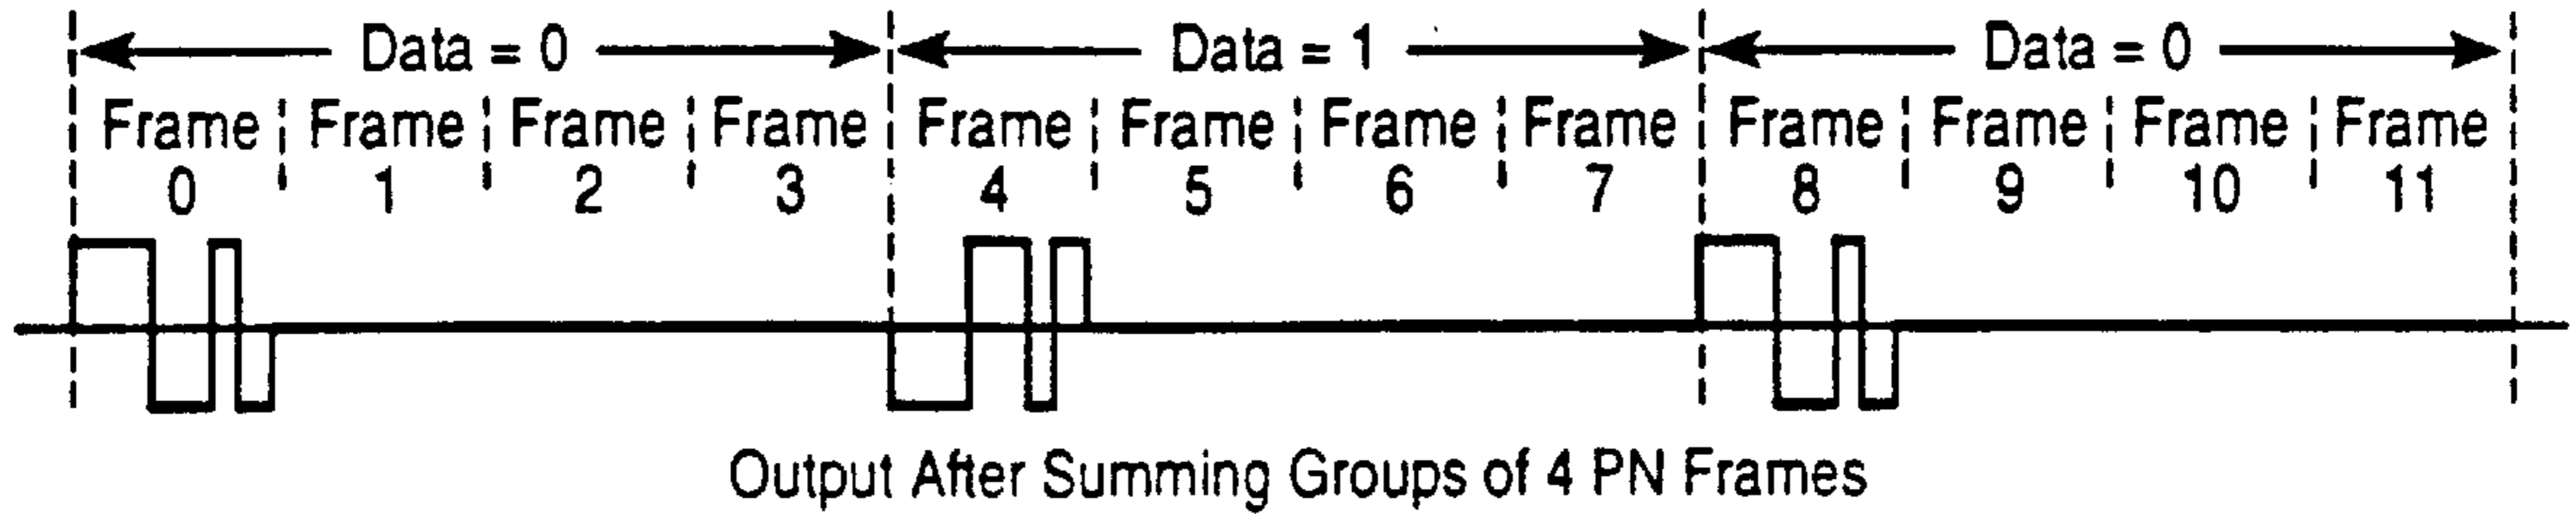 Data = 0 Data = 1 Data = 0
Frame Frame Frame Frame Frame Frame Frame Frame Frame Frame Frame Frame
0 1 2 3 4 5 6 7 8 9 10 11
Output After Summing Groups of 4 PN Frames